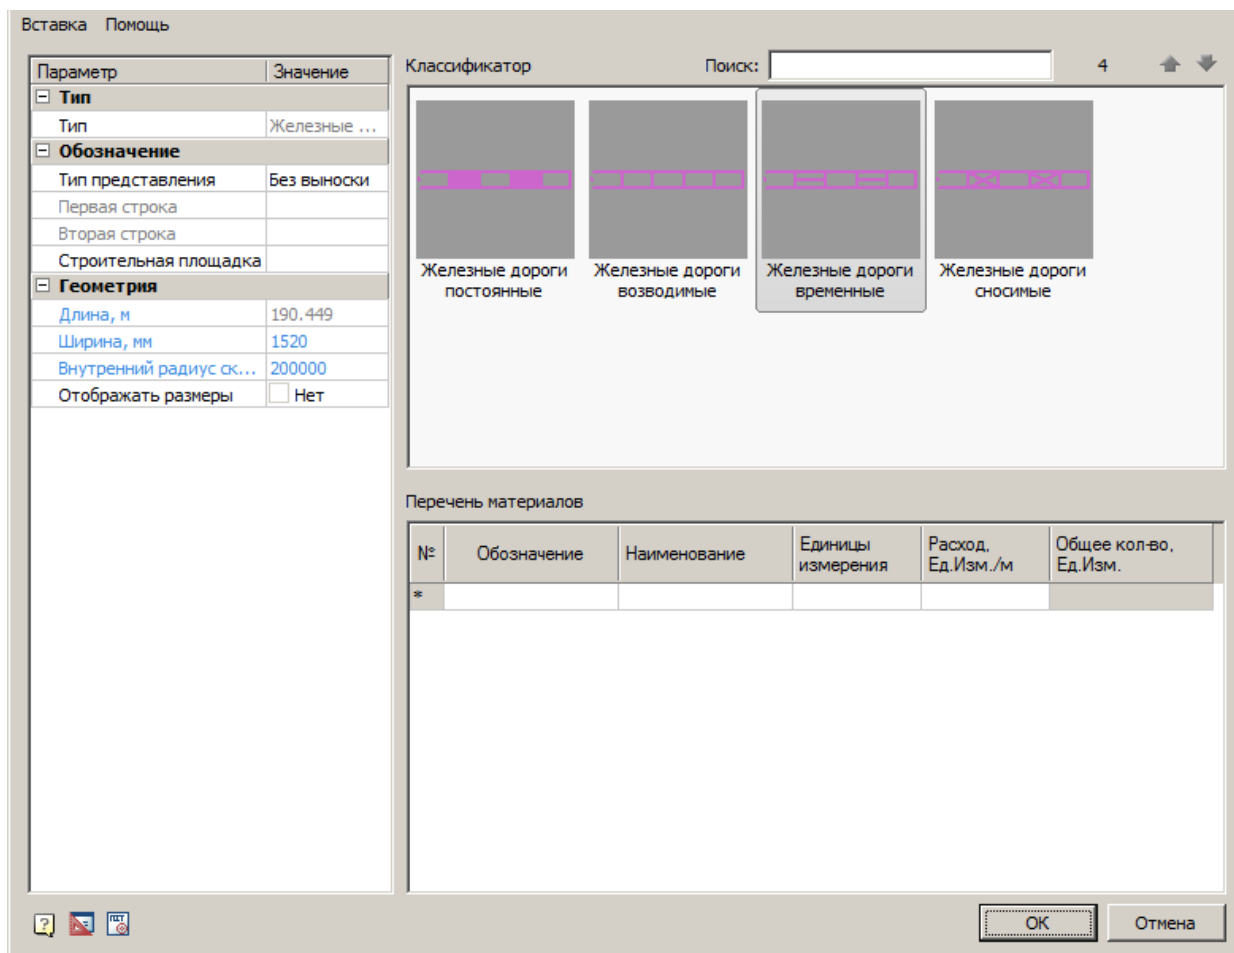 Вставка Помощь
Параметр Значение
Тип
Тип Железные ...
Обозначение
Тип представления Без выноски
Первая строка
Вторая строка
Строительная площадка
Геометрия
Длина, м 190.449
Ширина, мм 1520
Внутренний радиус ск... 200000
Отображать размеры Нет
Классификатор Поиск: 4
Железные дороги
постоянные
Железные дороги
возводимые
Железные дороги
временные
Железные дороги
сносимые
Перечень материалов
№ Обозначение Наименование Единицы
измерения Расход,
Ед.Изм./м Общее кол-во,
Ед.Изм.
*
ОК Отмена